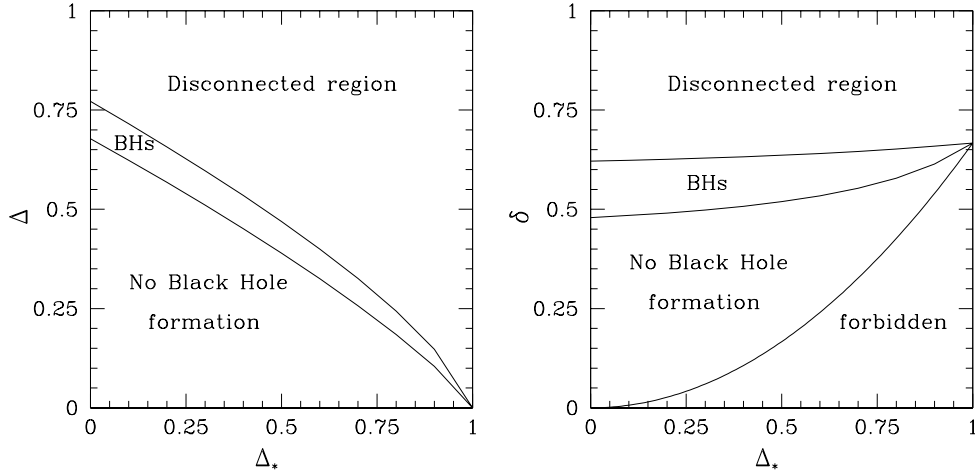 1
0.75
0.5
0.25
0
Δ
Disconnected region
BHs
No Black Hole
formation
0
0.25
0.5
0.75
1
Δ*
1
0.75
0.5
0.25
0
δ
Disconnected region
BHs
No Black Hole
formation
forbidden
0
0.25
0.5
0.75
1
Δ*